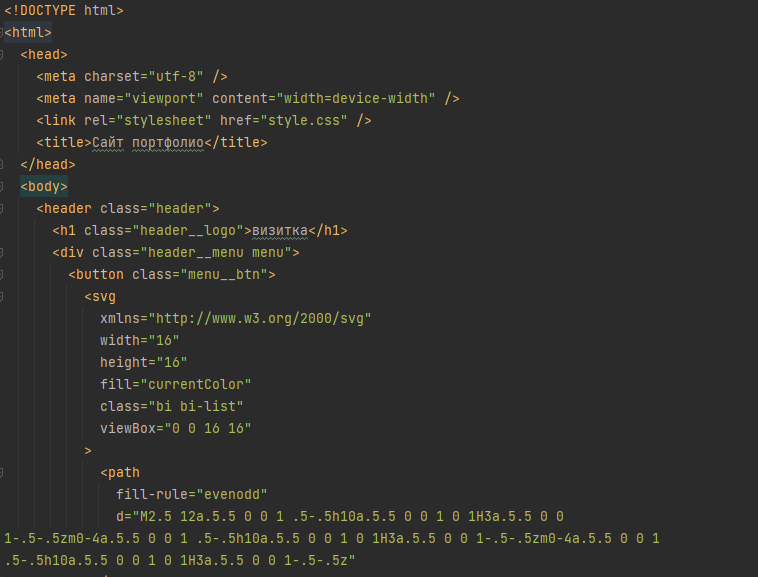 <!DOCTYPE html>
<html>
<head>
<meta charset="utf-8" />
<meta name="viewport" content="width=device-width" />
<link rel="stylesheet" href="style.css" />
<title>Сайт портфолио</title>
</head>
<body>
<header class="header">
<h1 class="header__logo">визитка</h1>
<div class="header__menu menu">
<button class="menu__btn">
<svg
xmlns="http://www.w3.org/2000/svg"
width="16"
height="16"
fill="currentColor"
class="bi bi-list"
viewBox="0 0 16 16"
>
<path
fill-rule="evenodd"
d="M2.5 12a.5.5 0 0 1 .5-.5h10a.5.5 0 0 1 0 1H3a.5.5 0 0
1-.5-.5zm0-4a.5.5 0 0 1 .5-.5h10a.5.5 0 0 1 0 1H3a.5.5 0 0 1-.5-.5zm0-4a.5.5 0 0 1
.5-.5h10a.5.5 0 0 1 0 1H3a.5.5 0 0 1-.5-.5z"